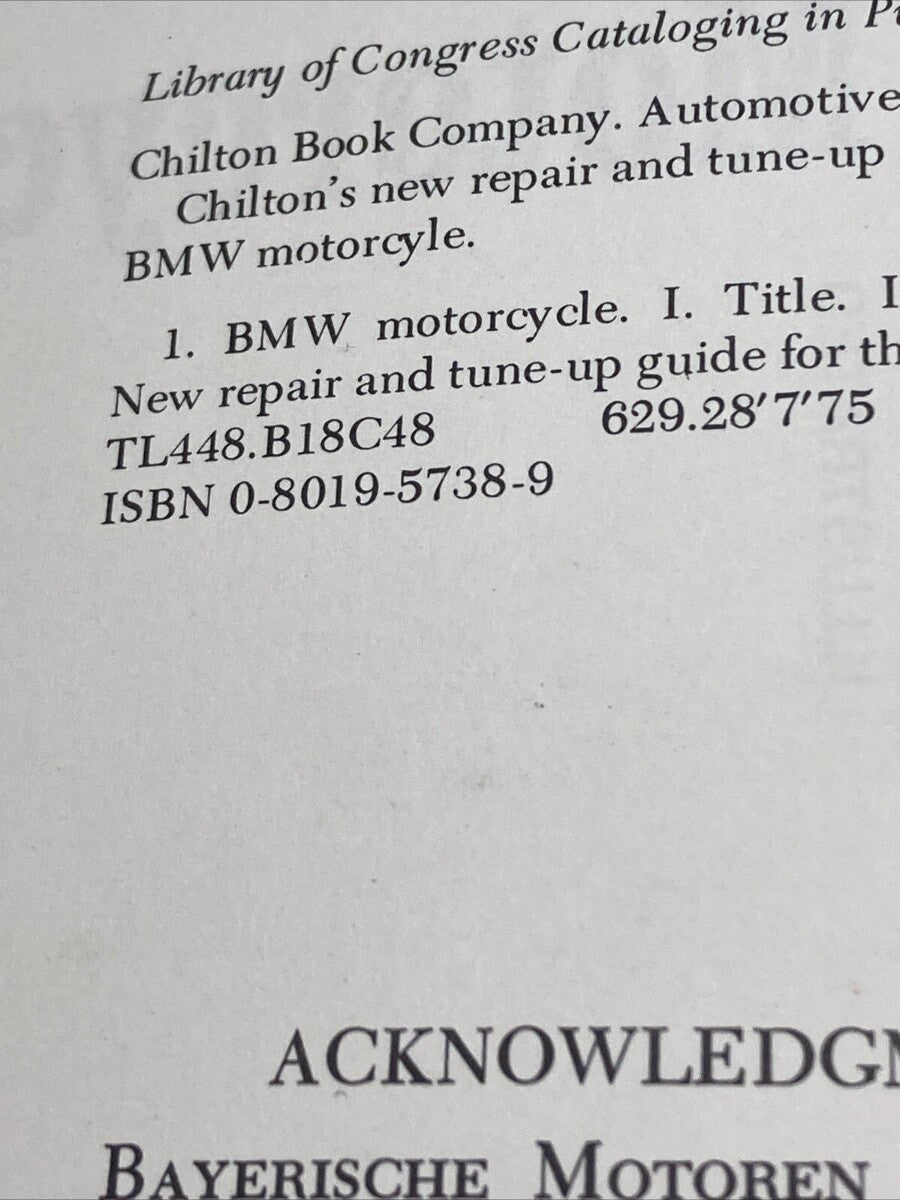 Library of Congress Cataloging in
Chilton Book Company. Automotive
Chilton's new repair and tune-up
BMW motorcyle.
1. BMW motorcycle. I. Title. I
New repair and tune-up guide for th
TL448.B18C48 629.28'7'75
ISBN 0-8019-5738-9
ACKNOWLEDGM
BAYERISCHE MOTOREN